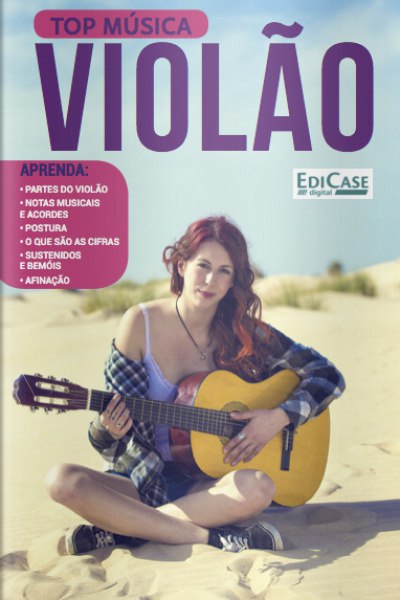 TOP MÚSICA
VIOLÃO
APRENDA:
• PARTES DO VIOLÃO
• NOTAS MUSICAIS
E ACORDES
• POSTURA
• O QUE SÃO AS CIFRAS
• SUSTENIDOS
E BEMÓIS
• AFINAÇÃO
EDICASE
digital